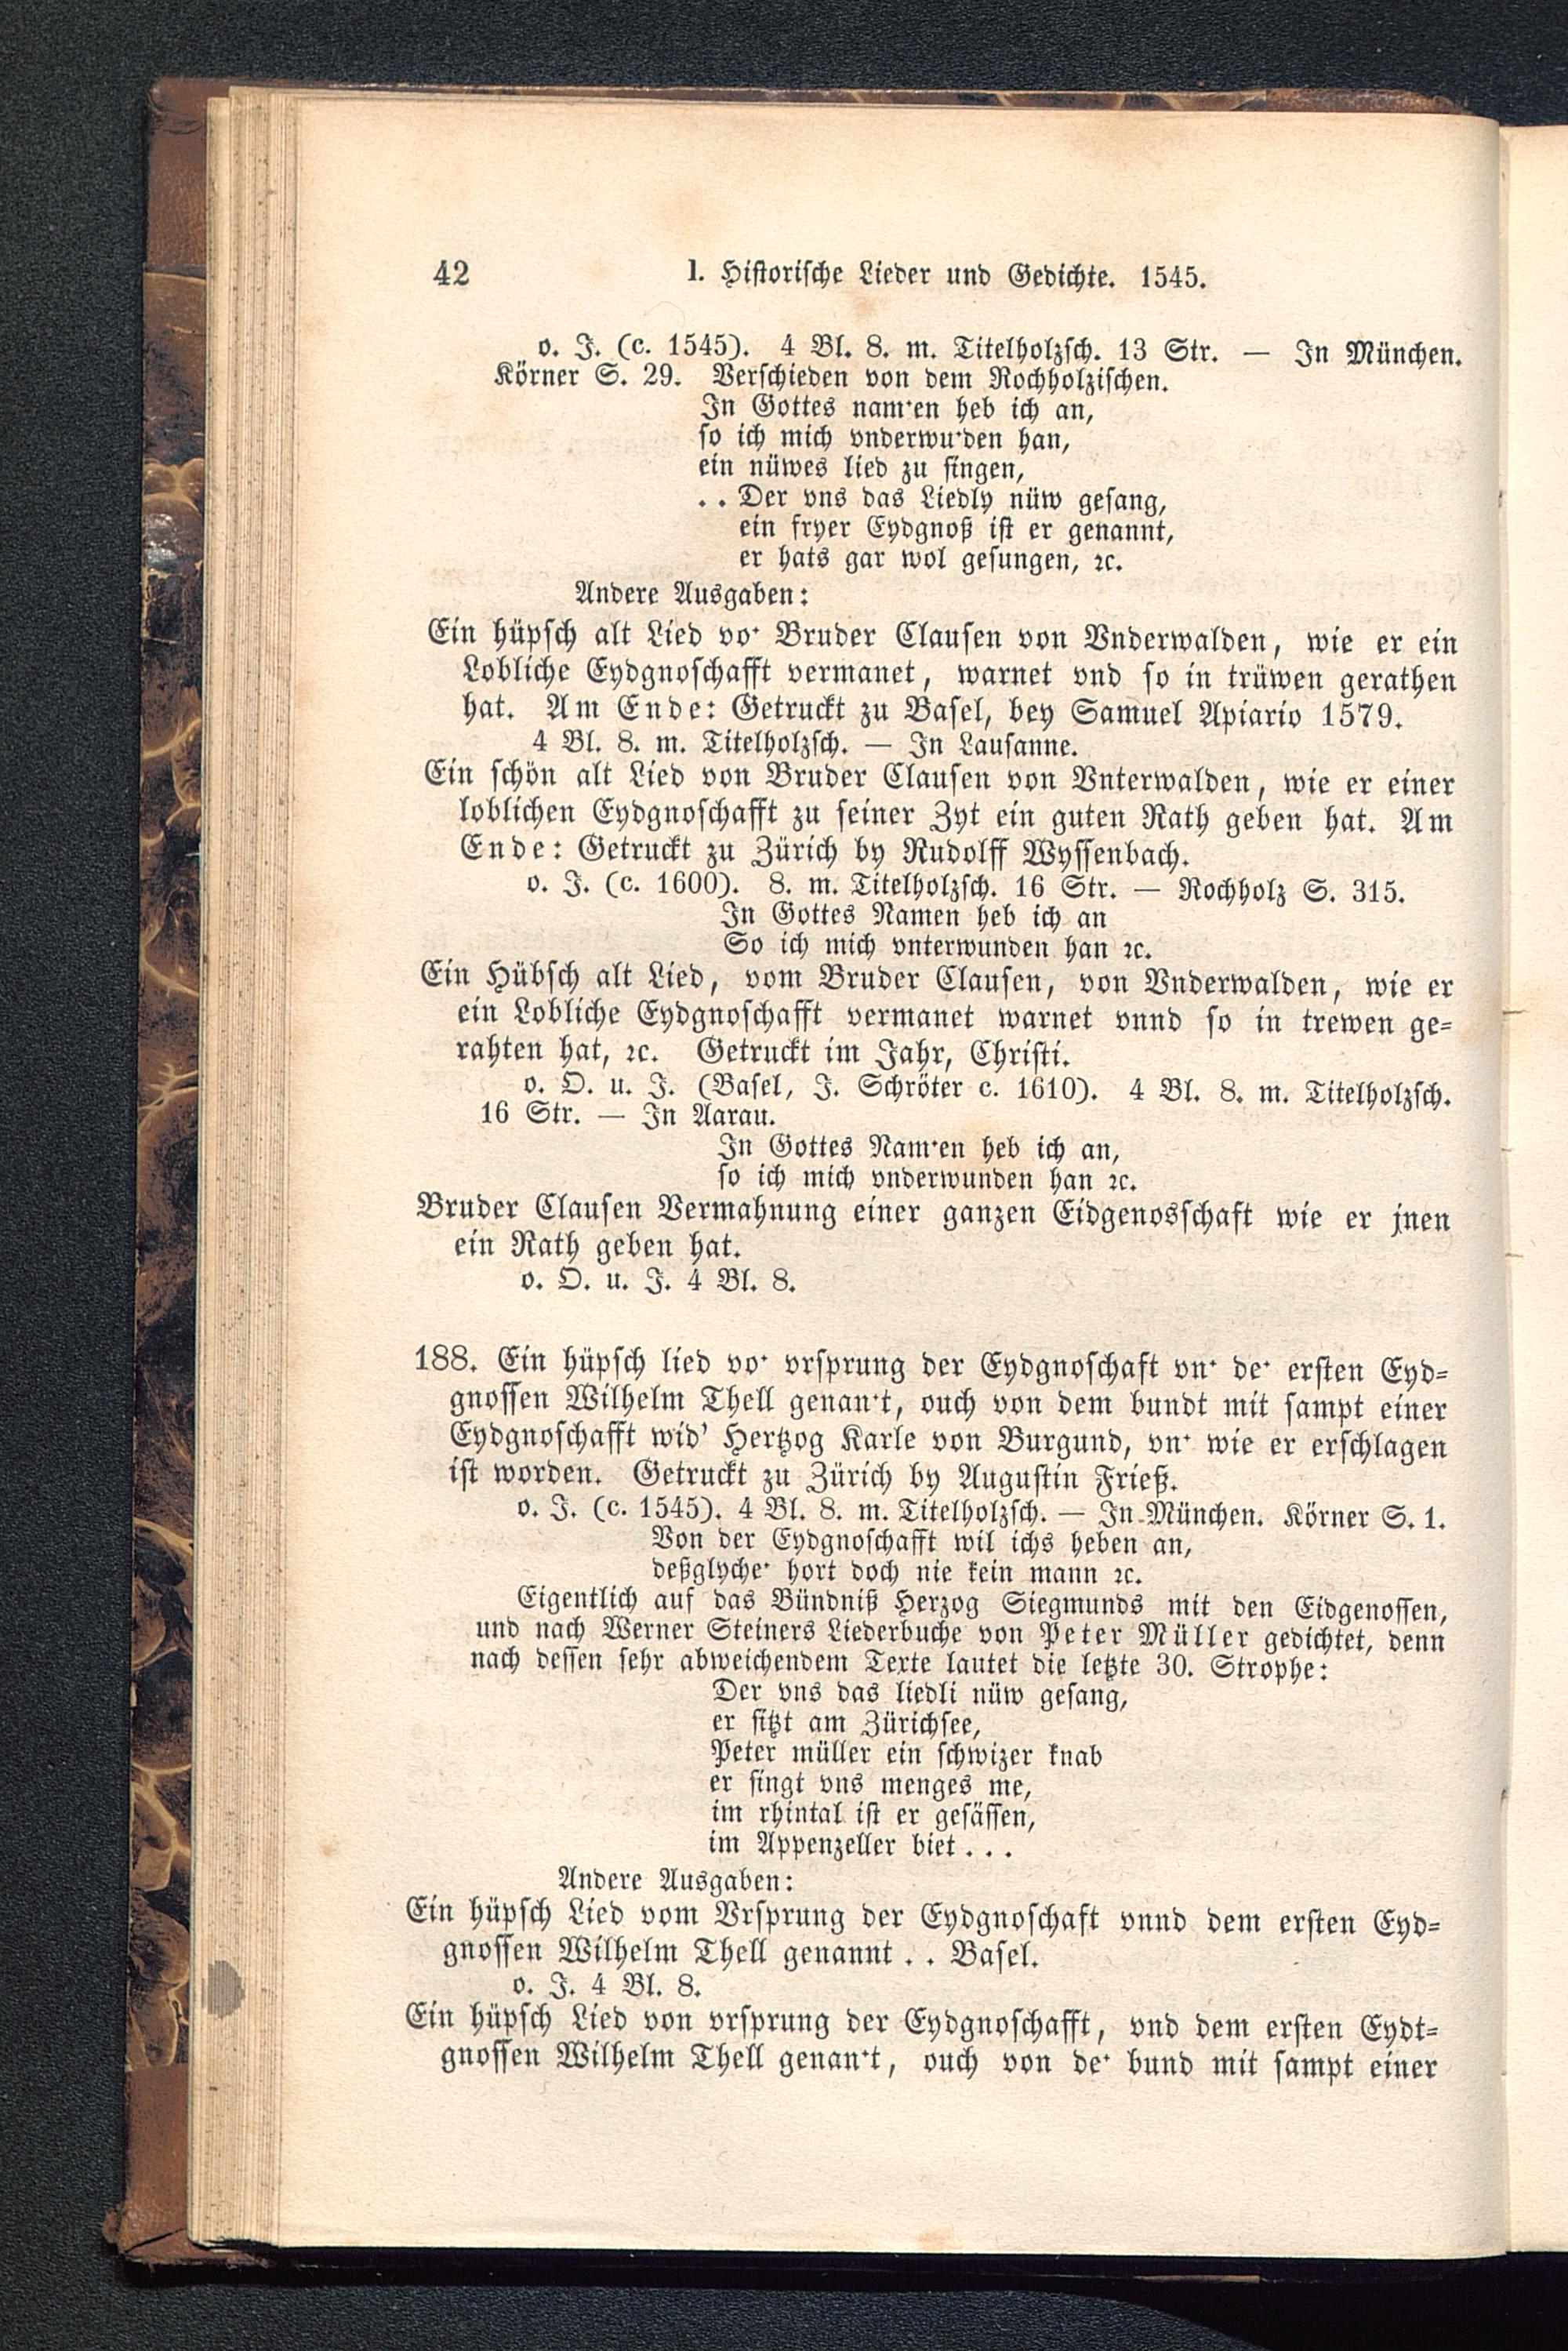 42 I. Historische Lieder und Gedichte. 1545.
o. J. (c. 1545). 4 Bl. 8. m. Titelholzsch. 13 Str. — In München.
Körner S. 29. Verschieden von dem Rochholzischen.
In Gottes nam·en heb ich an,
so ich mich vnderwu·den han,
ein nüwes lied zu singen,
. . Der vns das Liedly nüw gesang,
ein fryer Eydgnoß ist er genannt,
er hats gar wol gesungen, ꝛc.
Andere Ausgaben:
Ein hüpsch alt Lied vo· Bruder Clausen von Vnderwalden, wie er ein
Lobliche Eydgnoschafft vermanet, warnet vnd so in trüwen gerathen
hat. Am Ende: Getruckt zu Basel, bey Samuel Apiario 1579.
4 Bl. 8. m. Titelholzsch. — In Lausanne.
Ein schön alt Lied von Bruder Clausen von Vnterwalden, wie er einer
loblichen Eydgnoschafft zu seiner Zyt ein guten Rath geben hat. Am
Ende: Getruckt zu Zürich by Rudolff Wyssenbach.
o. J. (c. 1600). 8. m. Titelholzsch. 16 Str. — Rochholz S. 315.
In Gottes Namen heb ich an
So ich mich vnterwunden han ꝛc.
Ein Hübsch alt Lied, vom Bruder Clausen, von Vnderwalden, wie er
ein Lobliche Eydgnoschafft vermanet warnet vnnd so in trewen ge=
rahten hat, ꝛc. Getruckt im Jahr, Christi.
o. O. u. J. (Basel, J. Schröter c. 1610). 4 Bl. 8. m. Titelholzsch.
16 Str. — In Aarau.
In Gottes Nam·en heb ich an,
so ich mich vnderwunden han ꝛc.
Bruder Clausen Vermahnung einer ganzen Eidgenosschaft wie er jnen
ein Rath geben hat.
o. O. u. J. 4 Bl. 8.
188. Ein hüpsch lied vo· vrsprung der Eydgnoschaft vn· de· ersten Eyd=
gnossen Wilhelm Thell genan·t, ouch von dem bundt mit sampt einer
Eydgnoschafft wid' Hertzog Karle von Burgund, vn· wie er erschlagen
ist worden. Getruckt zu Zürich by Augustin Frieß.
o. J. (c. 1545). 4 Bl. 8. m. Titelholzsch. — In München. Körner S. 1.
Von der Eydgnoschafft wil ichs heben an,
deßglyche· hort doch nie kein mann ꝛc.
Eigentlich auf das Bündniß Herzog Siegmunds mit den Eidgenossen,
und nach Werner Steiners Liederbuche von Peter Müller gedichtet, denn
nach dessen sehr abweichendem Texte lautet die letzte 30. Strophe:
Der vns das liedli nüw gesang,
er sitzt am Zürichsee,
Peter müller ein schwizer knab
er singt vns menges me,
im rhintal ist er gesässen,
im Appenzeller biet . . .
Andere Ausgaben:
Ein hüpsch Lied vom Vrsprung der Eydgnoschaft vnnd dem ersten Eyd=
gnossen Wilhelm Thell genannt . . Basel.
o. J. 4 Bl. 8.
Ein hüpsch Lied von vrsprung der Eydgnoschafft, vnd dem ersten Eydt=
gnossen Wilhelm Thell genan·t, ouch von de· bund mit sampt einer